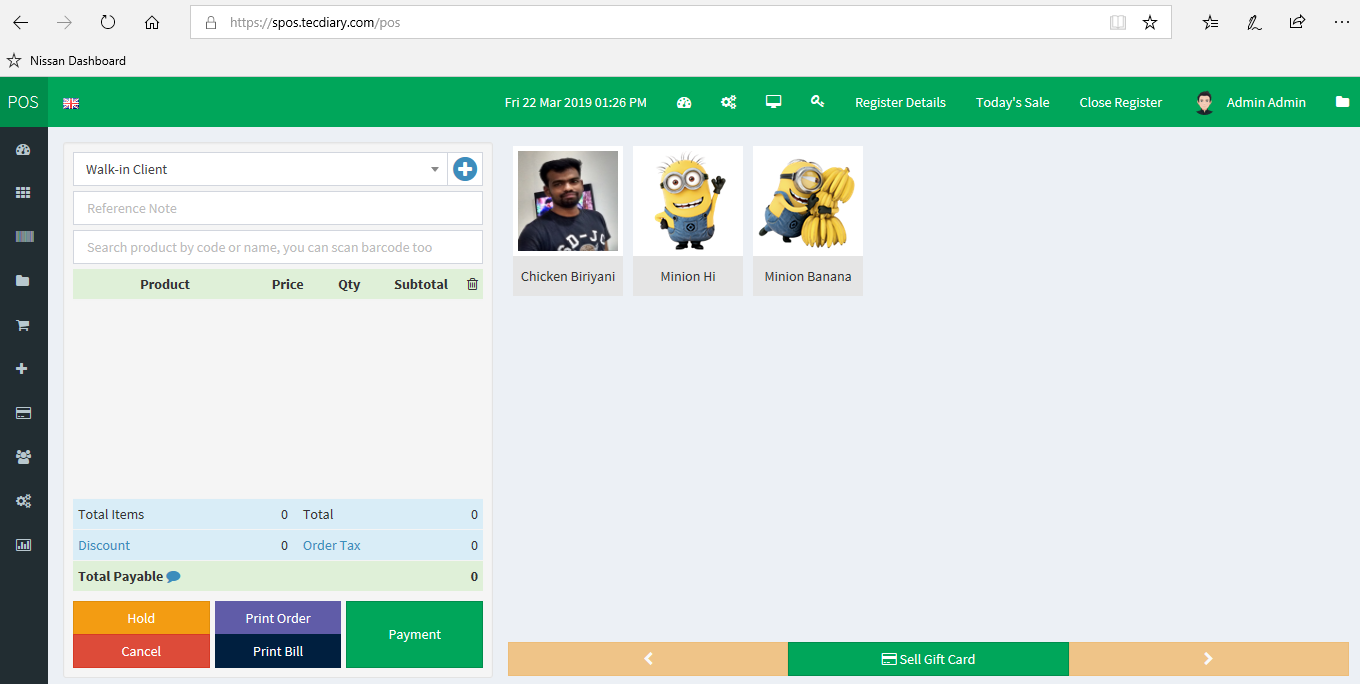 https://spos.tecdiary.com/pos
Nissan Dashboard
POS
Fri 22 Mar 2019 01:26 PM
Register Details
Today's Sale
Close Register
Admin Admin
Walk-in Client
Reference Note
Search product by code or name, you can scan barcode too
Product Price Qty Subtotal
Total Items 0 Total 0
Discount 0 Order Tax 0
Total Payable 0
Hold
Print Order
Payment
Cancel
Print Bill
Chicken Biriyani
Minion Hi
Minion Banana
Sell Gift Card